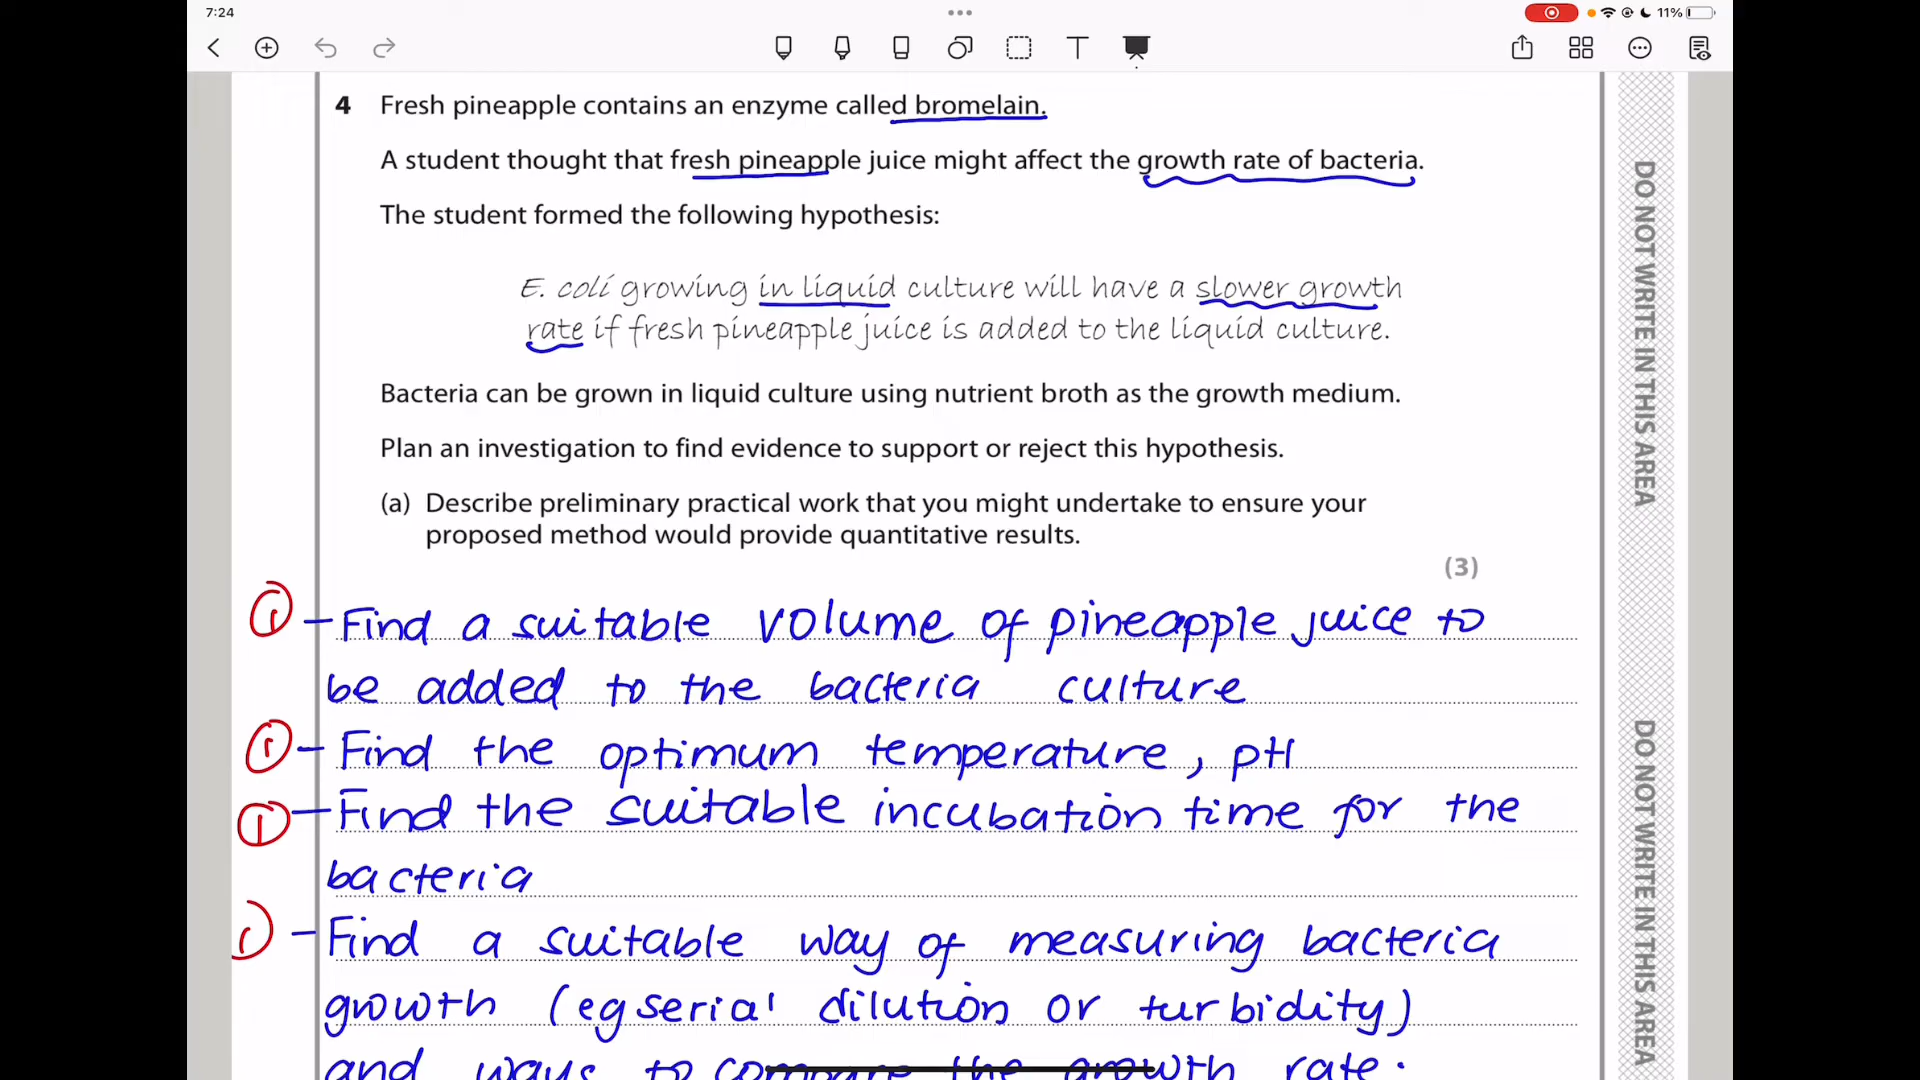 7:24
11%
4 Fresh pineapple contains an enzyme called bromelain.
A student thought that fresh pineapple juice might affect the growth rate of bacteria.
The student formed the following hypothesis:
E. coli growing in liquid culture will have a slower growth
rate if fresh pineapple juice is added to the liquid culture.
Bacteria can be grown in liquid culture using nutrient broth as the growth medium.
Plan an investigation to find evidence to support or reject this hypothesis.
(a) Describe preliminary practical work that you might undertake to ensure your
proposed method would provide quantitative results.
(3)
① - Find a suitable volume of pineapple juice to
be added to the bacteria culture
① - Find the optimum temperature, pH
① - Find the suitable incubation time for the
bacteria
① - Find a suitable way of measuring bacteria
growth (eg serial dilution or turbidity)
and ways to compare the growth rate.
DO NOT WRITE IN THIS AREA
DO NOT WRITE IN THIS AREA